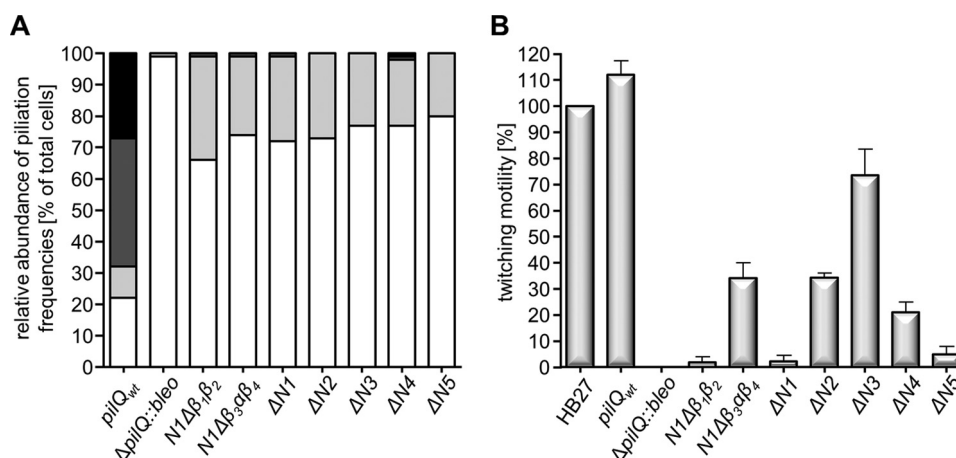 A
relative abundance of piliation
frequencies [% of total cells]
100
90
80
70
60
50
40
30
20
10
0
pilQwt
ΔpilQ::bleo
N1Δβ1β2
N1Δβ3αβ4
ΔN1
ΔN2
ΔN3
ΔN4
ΔN5
B
twitching motility [%]
120
110
100
90
80
70
60
50
40
30
20
10
0
HB27
pilQwt
ΔpilQ::bleo
N1Δβ1β2
N1Δβ3αβ4
ΔN1
ΔN2
ΔN3
ΔN4
ΔN5